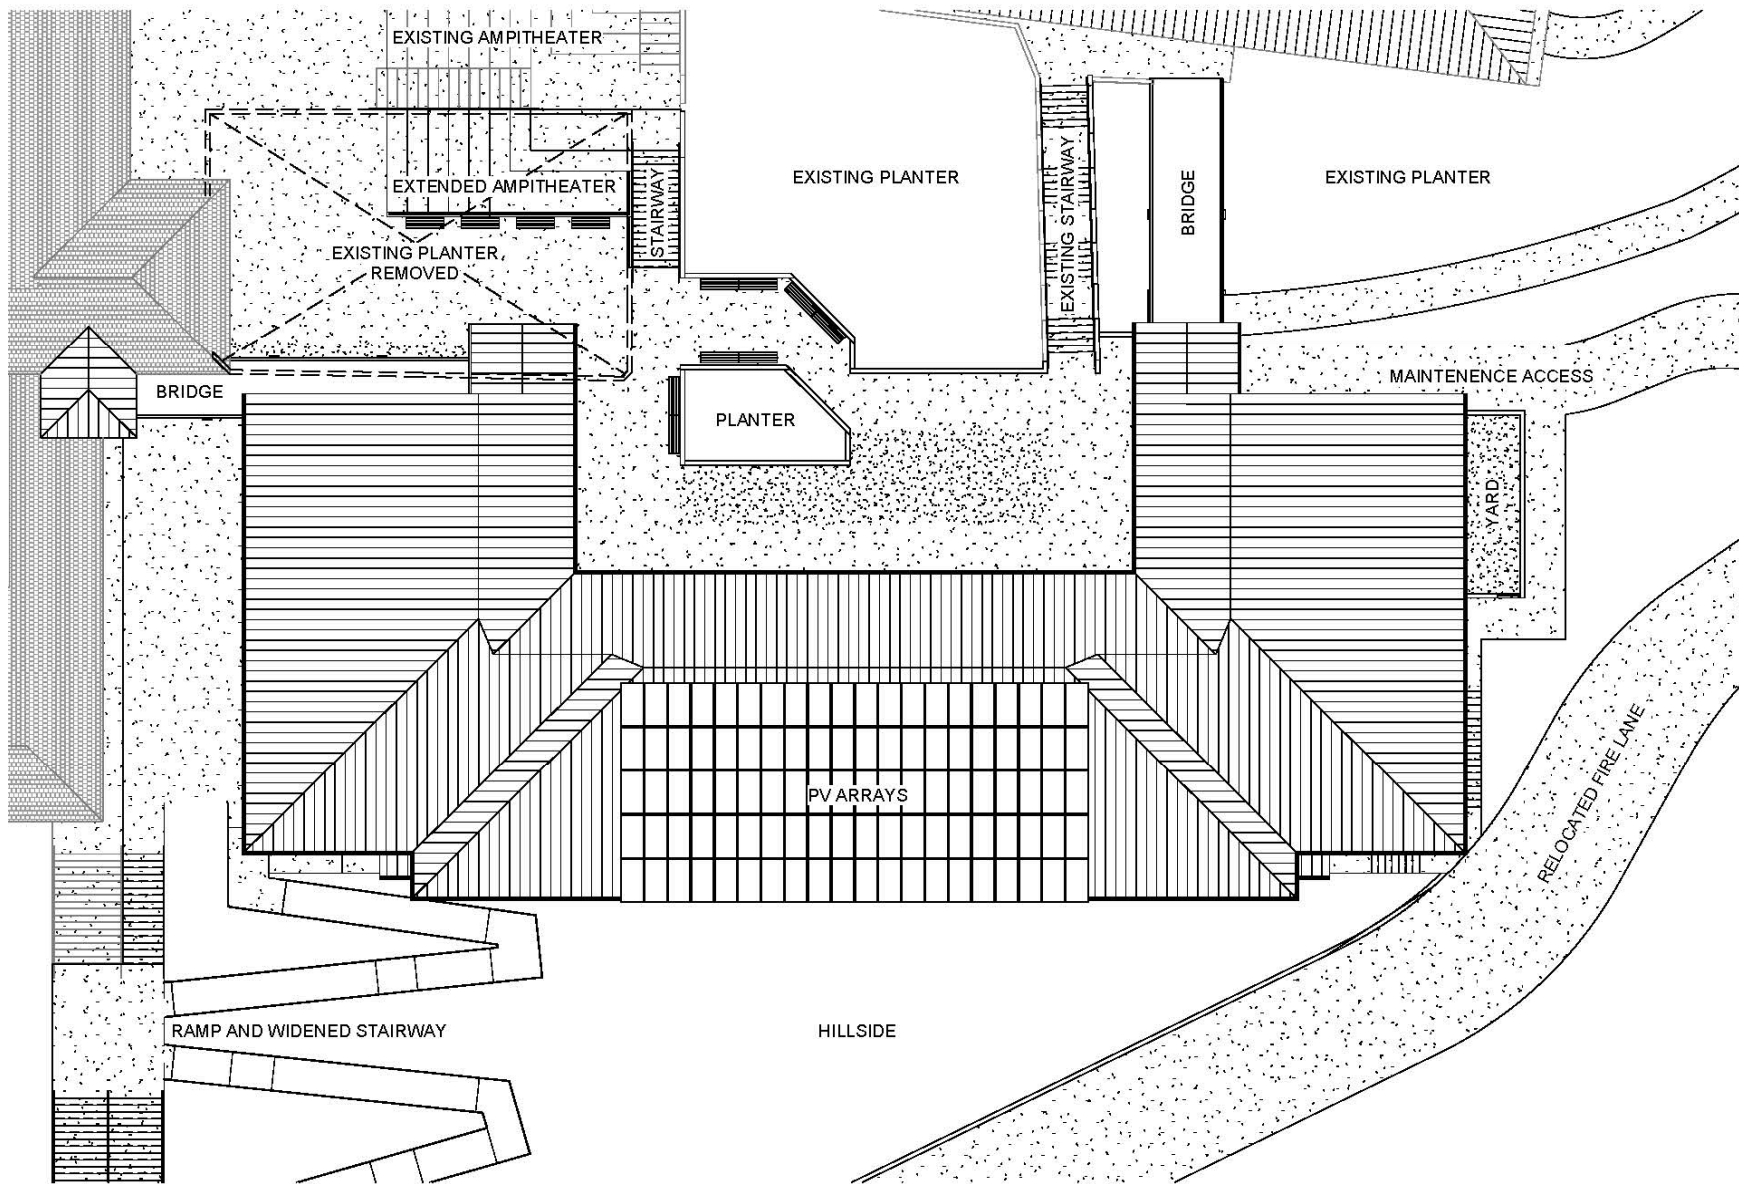 EXISTING AMPITHEATER
EXISTING PLANTER
EXISTING PLANTER
EXTENDED AMPITHEATER
STAIRWAY
EXISTING STAIRWAY
BRIDGE
EXISTING PLANTER
REMOVED
BRIDGE
MAINTENENCE ACCESS
PLANTER
YARD
PV ARRAYS
RELOCATED FIRE LANE
RAMP AND WIDENED STAIRWAY
HILLSIDE